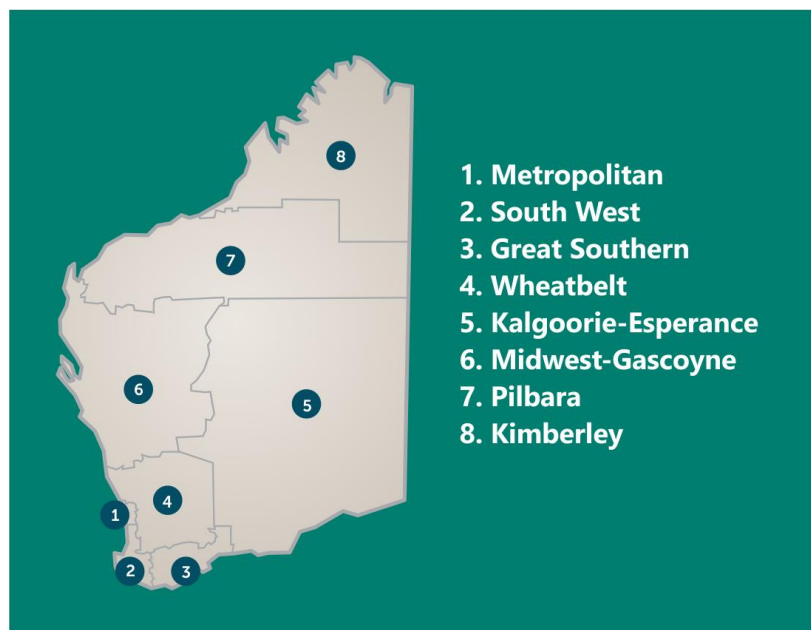 8
7
6
5
4
1
2
3
1. Metropolitan
2. South West
3. Great Southern
4. Wheatbelt
5. Kalgoorie-Esperance
6. Midwest-Gascoyne
7. Pilbara
8. Kimberley